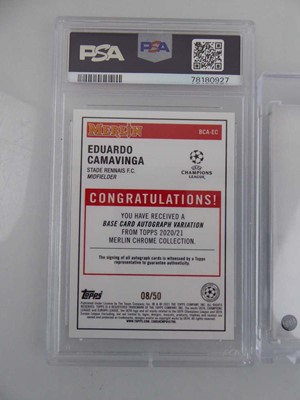 PSA PSA
78180927
MERLIN
BCA-EC
EDUARDO
CAMAVINGA
STADE RENNAIS F.C.
MIDFIELDER
CHAMPIONS
LEAGUE
CONGRATULATIONS!
YOU HAVE RECEIVED A
BASE CARD AUTOGRAPH VARIATION
FROM TOPPS 2020/21
MERLIN CHROME COLLECTION.
The signing of all autograph cards is witnessed by a Topps
representative to guarantee authenticity.
Topps
08/50